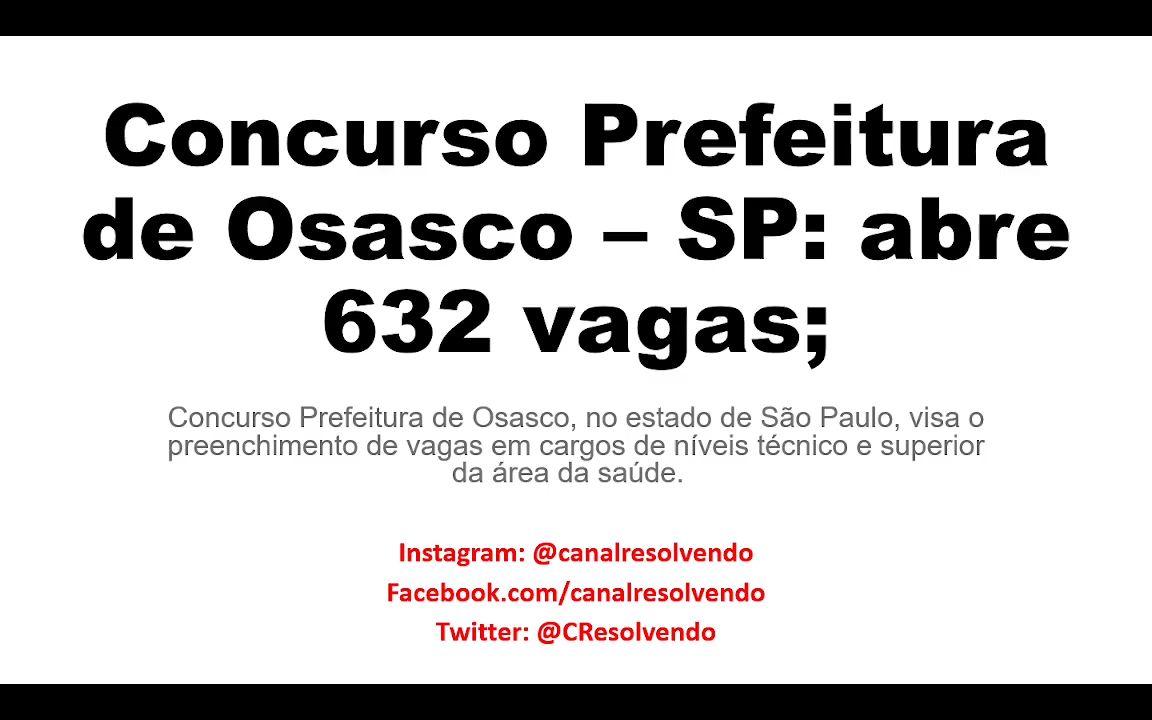 Concurso Prefeitura
de Osasco – SP: abre
632 vagas;
Concurso Prefeitura de Osasco, no estado de São Paulo, visa o
preenchimento de vagas em cargos de níveis técnico e superior
da área da saúde.
Instagram: @canalresolvendo
Facebook.com/canalresolvendo
Twitter: @CResolvendo